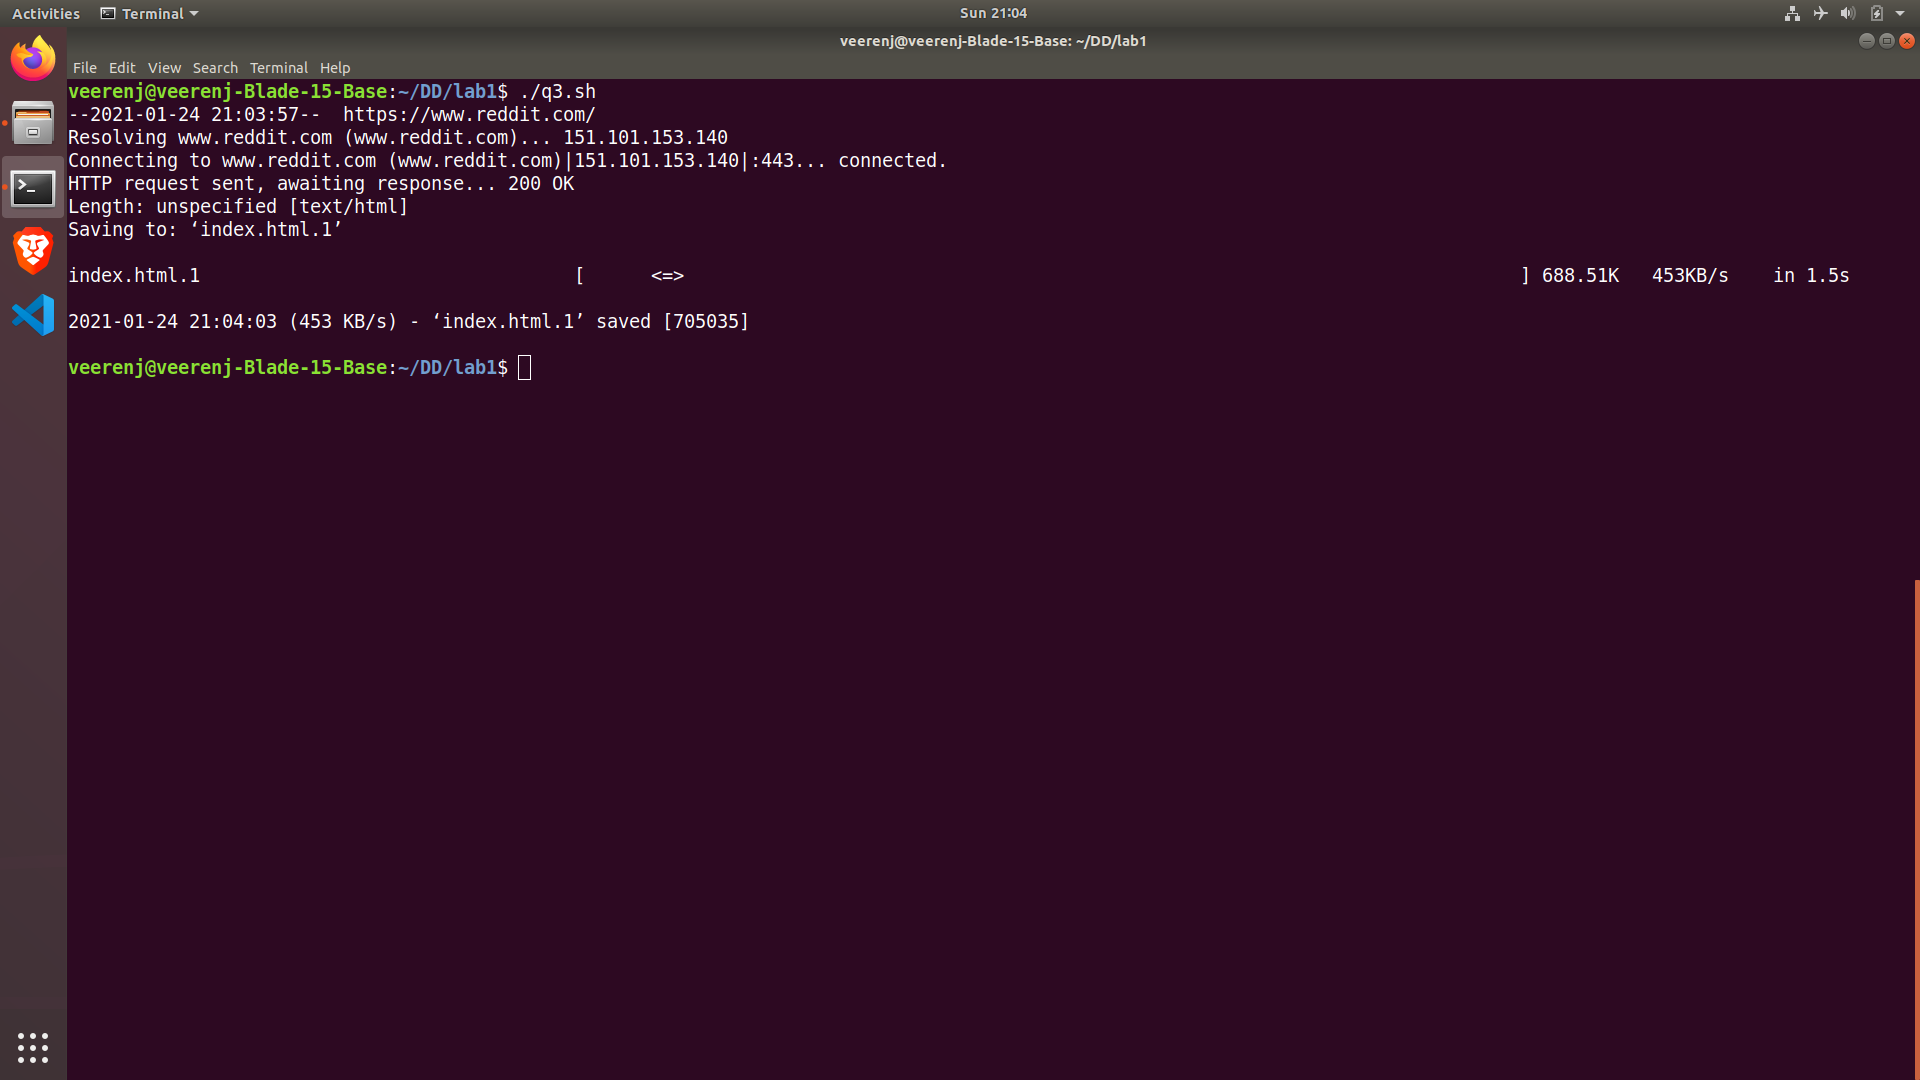 Activities Terminal Sun 21:04
veerenj@veerenj-Blade-15-Base: ~/DD/lab1
File Edit View Search Terminal Help
veerenj@veerenj-Blade-15-Base:~/DD/lab1$ ./q3.sh
--2021-01-24 21:03:57--  https://www.reddit.com/
Resolving www.reddit.com (www.reddit.com)... 151.101.153.140
Connecting to www.reddit.com (www.reddit.com)|151.101.153.140|:443... connected.
HTTP request sent, awaiting response... 200 OK
Length: unspecified [text/html]
Saving to: ‘index.html.1’
index.html.1 [ <=> ] 688.51K 453KB/s in 1.5s
2021-01-24 21:04:03 (453 KB/s) - ‘index.html.1’ saved [705035]
veerenj@veerenj-Blade-15-Base:~/DD/lab1$